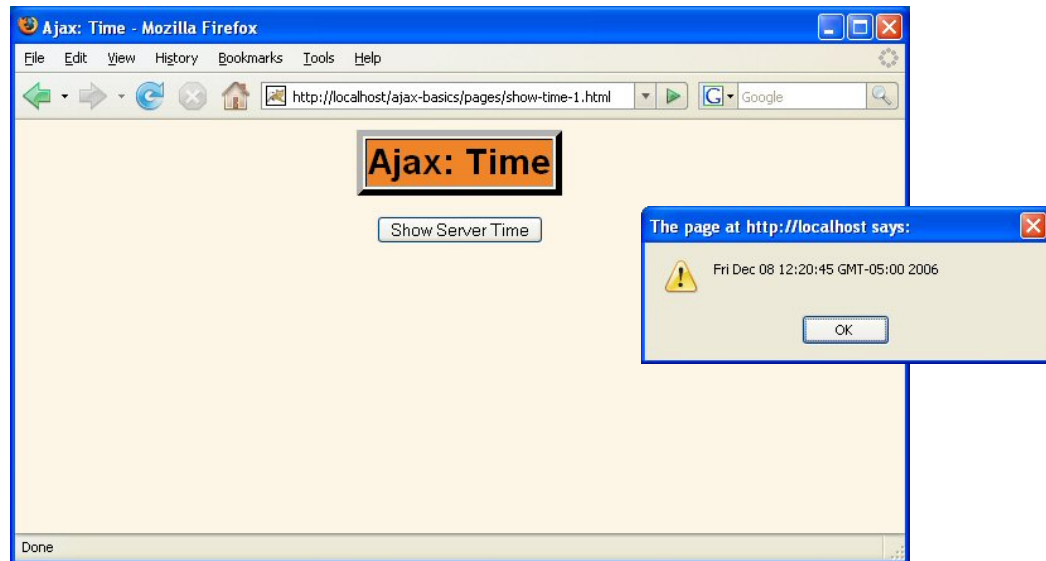 Ajax: Time - Mozilla Firefox
File Edit View History Bookmarks Tools Help
http://localhost/ajax-basics/pages/show-time-1.html G Google
Ajax: Time
Show Server Time
The page at http://localhost says:
Fri Dec 08 12:20:45 GMT-05:00 2006
OK
Done